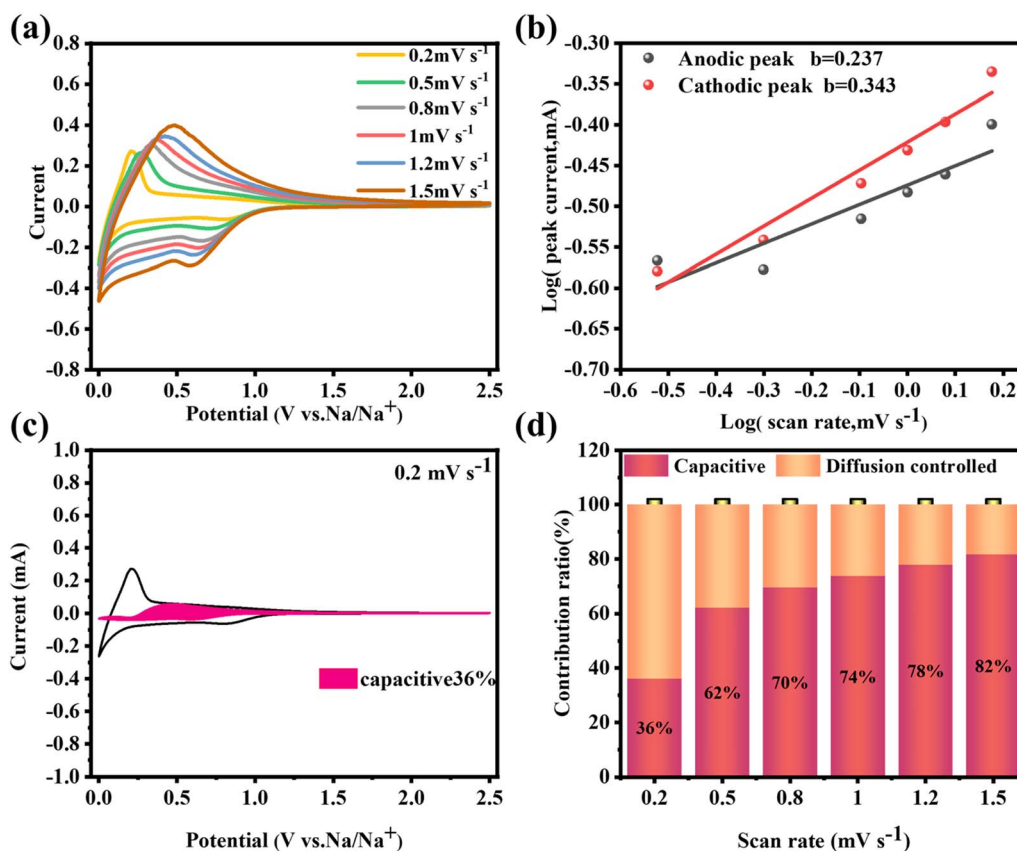 (a)
0.8
0.6
0.4
0.2
0.0
-0.2
-0.4
-0.6
-0.8
Current
0.0 0.5 1.0 1.5 2.0 2.5
Potential (V vs.Na/Na+)
0.2mV s-1
0.5mV s-1
0.8mV s-1
1mV s-1
1.2mV s-1
1.5mV s-1
(b)
-0.30
-0.35
-0.40
-0.45
-0.50
-0.55
-0.60
-0.65
-0.70
Log( peak current,mA)
-0.6 -0.5 -0.4 -0.3 -0.2 -0.1 0.0 0.1 0.2
Log( scan rate,mV s-1)
Anodic peak b=0.237
Cathodic peak b=0.343
(c)
1.0
0.8
0.6
0.4
0.2
0.0
-0.2
-0.4
-0.6
-0.8
-1.0
Current (mA)
0.0 0.5 1.0 1.5 2.0 2.5
Potential (V vs.Na/Na+)
0.2 mV s-1
capacitive36%
(d)
120
100
80
60
40
20
0
Contribution ratio(%)
Capacitive
Diffusion controlled
36%
62%
70%
74%
78%
82%
0.2 0.5 0.8 1 1.2 1.5
Scan rate (mV s-1)